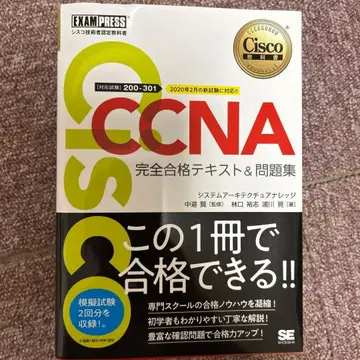 EXAMPRESS
シスコ技術者認定教科書
Cisco
教科書
[対応試験] 200-301
2020年2月の新試験に対応!!
Cisco
CCNA
完全合格テキスト&問題集
システムアーキテクチュアナレッジ
中道 賢[監修] 林口 裕志 浦川 晃[著]
この1冊で
合格できる!!
模擬試験
2回分を
収録!※
専門スクールの合格ノウハウを凝縮!
初学者もわかりやすい丁寧な解説!
豊富な確認問題で合格力アップ!
SE
SHOEISHA